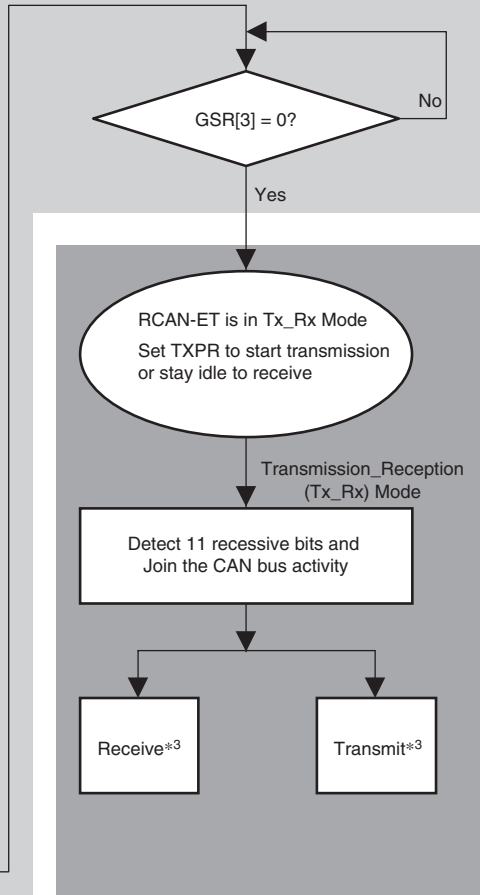 GSR[3] = 0?
No
Yes
RCAN-ET is in Tx_Rx Mode
Set TXPR to start transmission
or stay idle to receive
Transmission_Reception
(Tx_Rx) Mode
Detect 11 recessive bits and
Join the CAN bus activity
Receive*3
Transmit*3